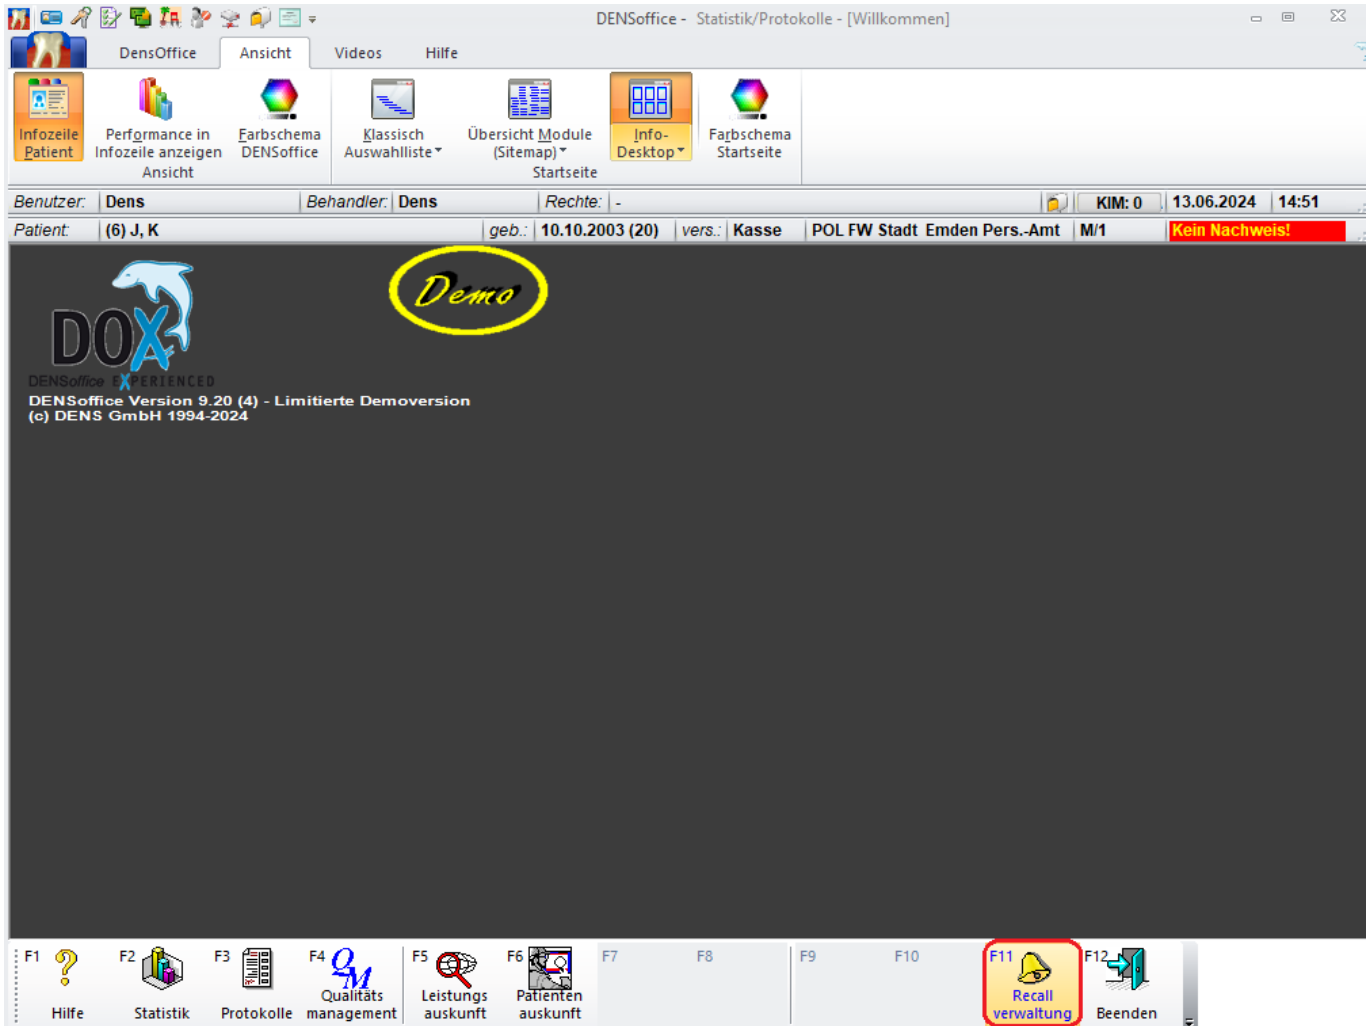 DENSoffice - Statistik/Protokolle - [Willkommen]
DensOffice Ansicht Videos Hilfe
Infozeile Patient
Performance in Infozeile anzeigen
Farbschema DENSoffice
Klassisch Auswahlliste
Übersicht Module (Sitemap)
Info-Desktop
Farbschema Startseite
Ansicht Startseite
Benutzer: Dens Behandler: Dens Rechte: - KIM: 0 13.06.2024 14:51
Patient: (6) J, K geb.: 10.10.2003 (20) vers.: Kasse POL FW Stadt Emden Pers.-Amt M/1 Kein Nachweis!
Demo
DOX
DENSoffice EXPERIENCED
DENSoffice Version 9.20 (4) - Limitierte Demoversion
(c) DENS GmbH 1994-2024
F1 Hilfe
F2 Statistik
F3 Protokolle
F4 QM Qualitäts management
F5 Leistungs auskunft
F6 Patienten auskunft
F7
F8
F9
F10
F11 Recall verwaltung
F12 Beenden